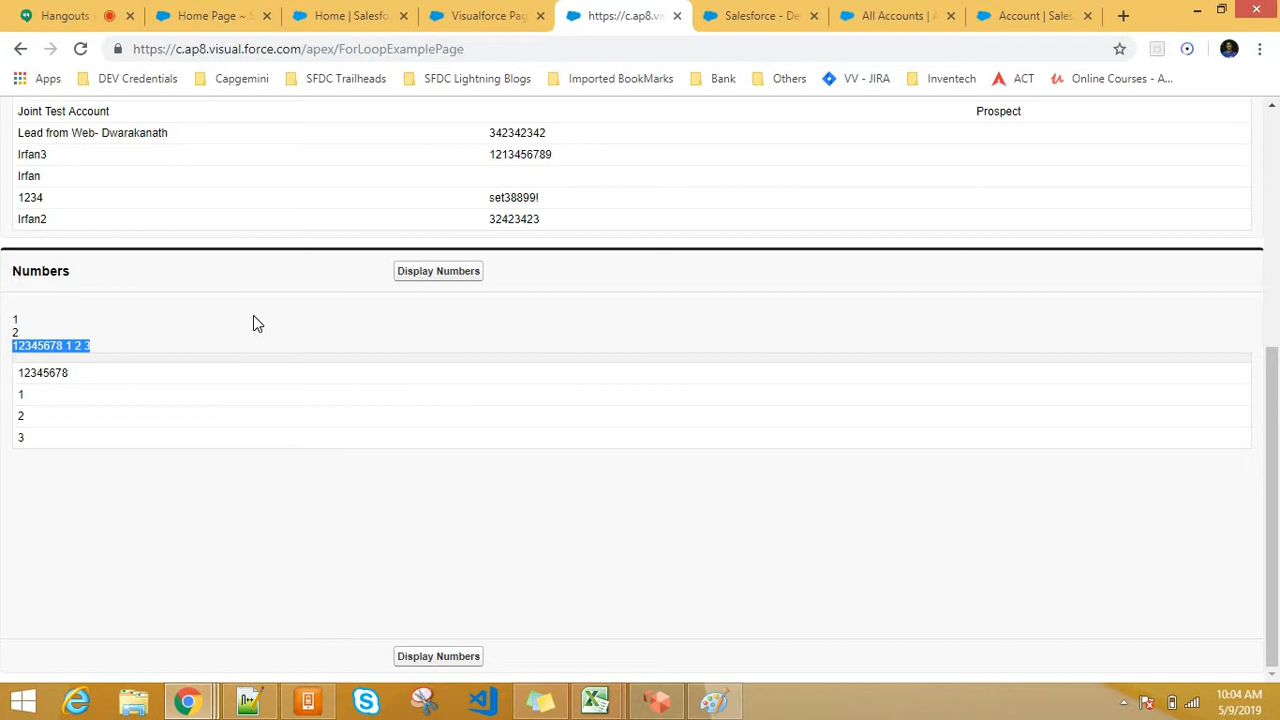 Hangouts
Home Page ~ S
Home | Salesfo
Visualforce Pag
https://c.ap8.vis
Salesforce - De
All Accounts | A
Account | Sales
https://c.ap8.visual.force.com/apex/ForLoopExamplePage
Apps
DEV Credentials
Capgemini
SFDC Trailheads
SFDC Lightning Blogs
Imported BookMarks
Bank
Others
VV - JIRA
Inventech
ACT
Online Courses - A...
Joint Test Account Prospect
Lead from Web- Dwarakanath 342342342
Irfan3 1213456789
Irfan
1234 set38899!
Irfan2 32423423
Numbers Display Numbers
1
2
12345678 1 2 3
12345678
1
2
3
Display Numbers
10:04 AM
5/9/2019